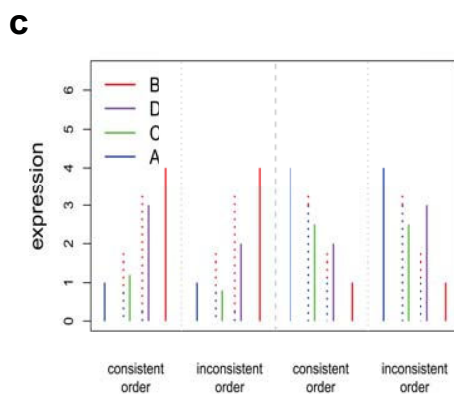 c
B
D
C
A
expression
6
5
4
3
2
1
0
consistent order
inconsistent order
consistent order
inconsistent order